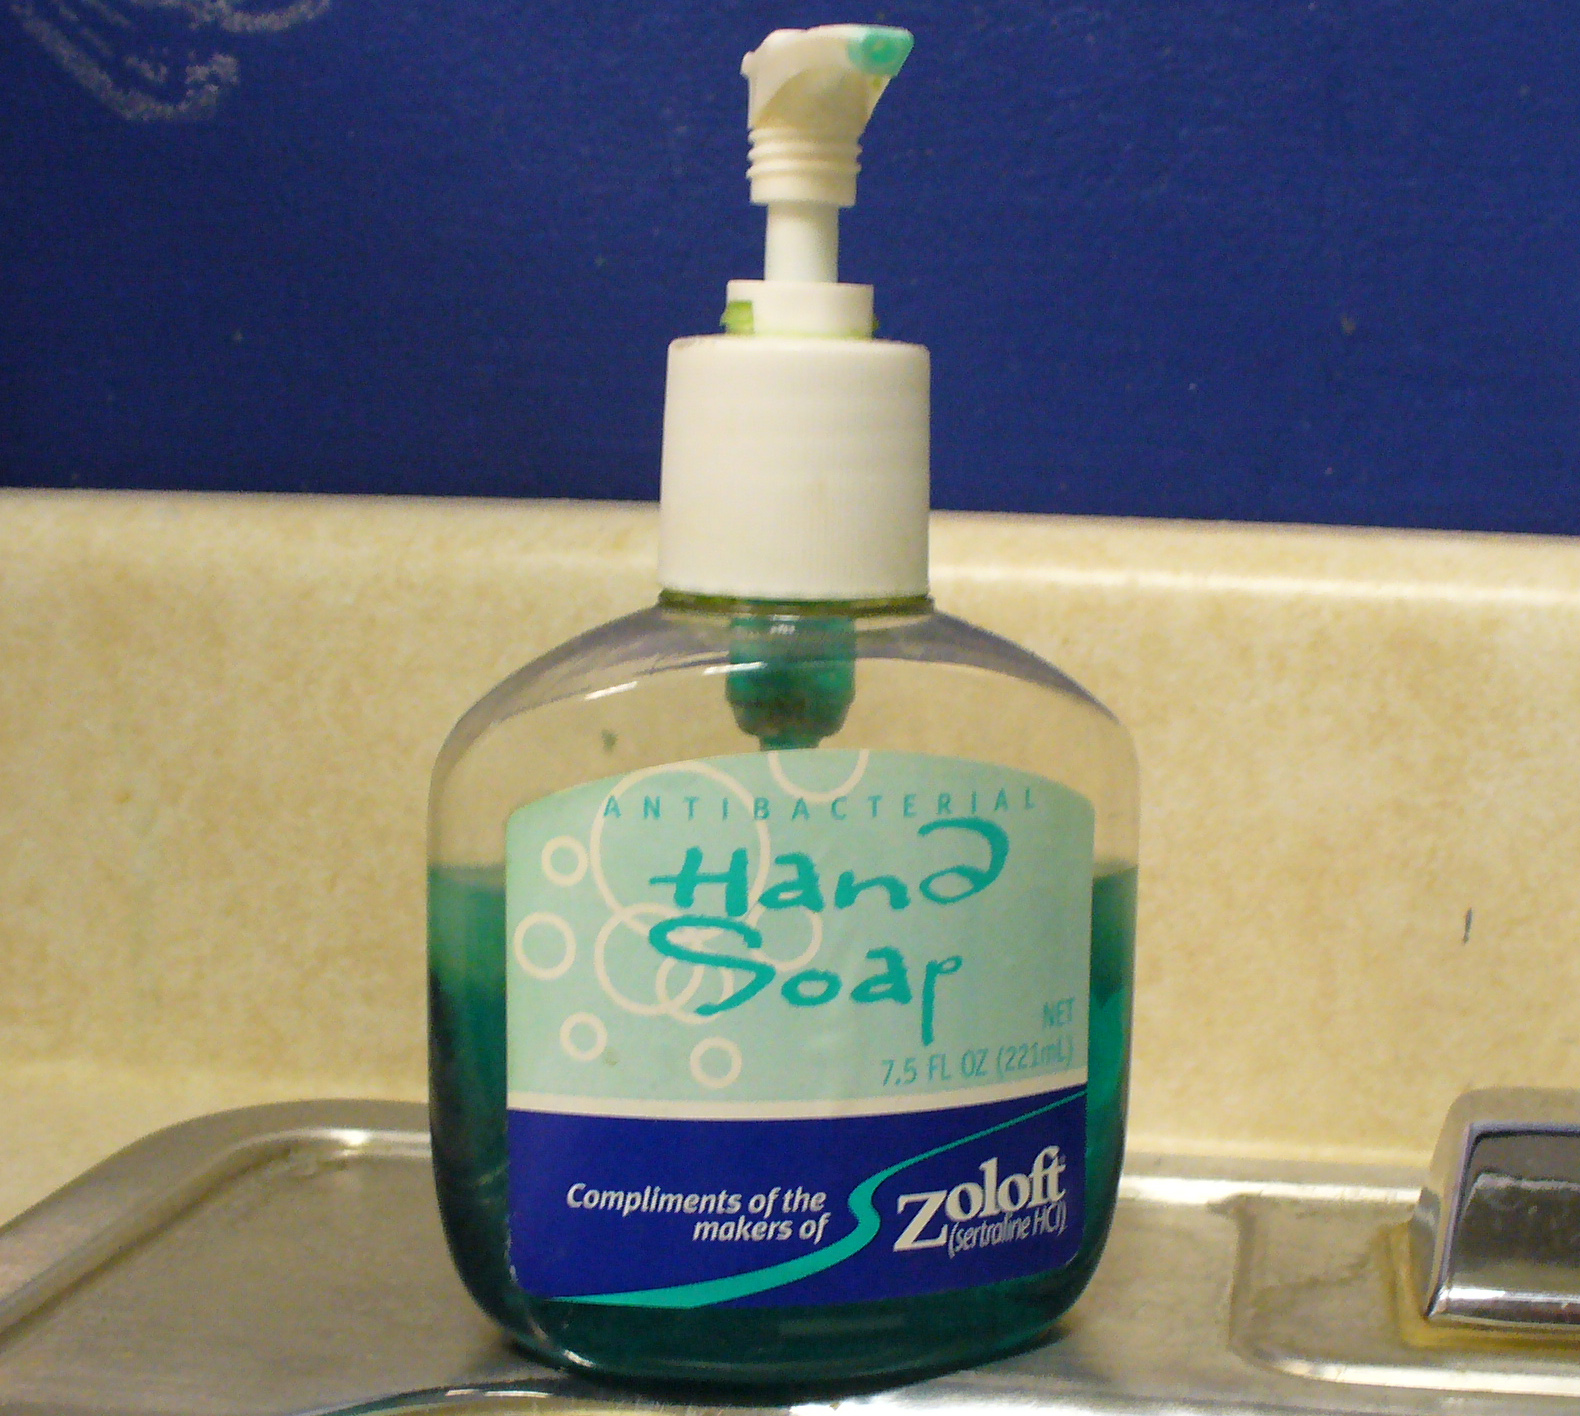 ANTIBACTERIAL
Hand
Soap
NET
7.5 FL OZ (221mL)
Compliments of the
makers of
Zoloft
(sertraline HCl)